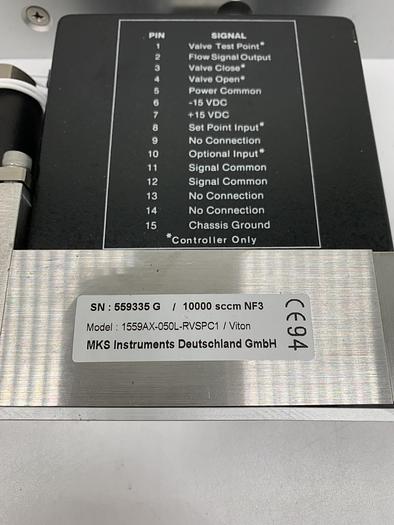 PIN SIGNAL
1 Valve Test Point*
2 Flow Signal Output
3 Valve Close*
4 Valve Open*
5 Power Common
6 -15 VDC
7 +15 VDC
8 Set Point Input*
9 No Connection
10 Optional Input*
11 Signal Common
12 Signal Common
13 No Connection
14 No Connection
15 Chassis Ground
*Controller Only
SN : 559335 G / 10000 sccm NF3
Model : 1559AX-050L-RVSPC1 / Viton
MKS Instruments Deutschland GmbH
CE94